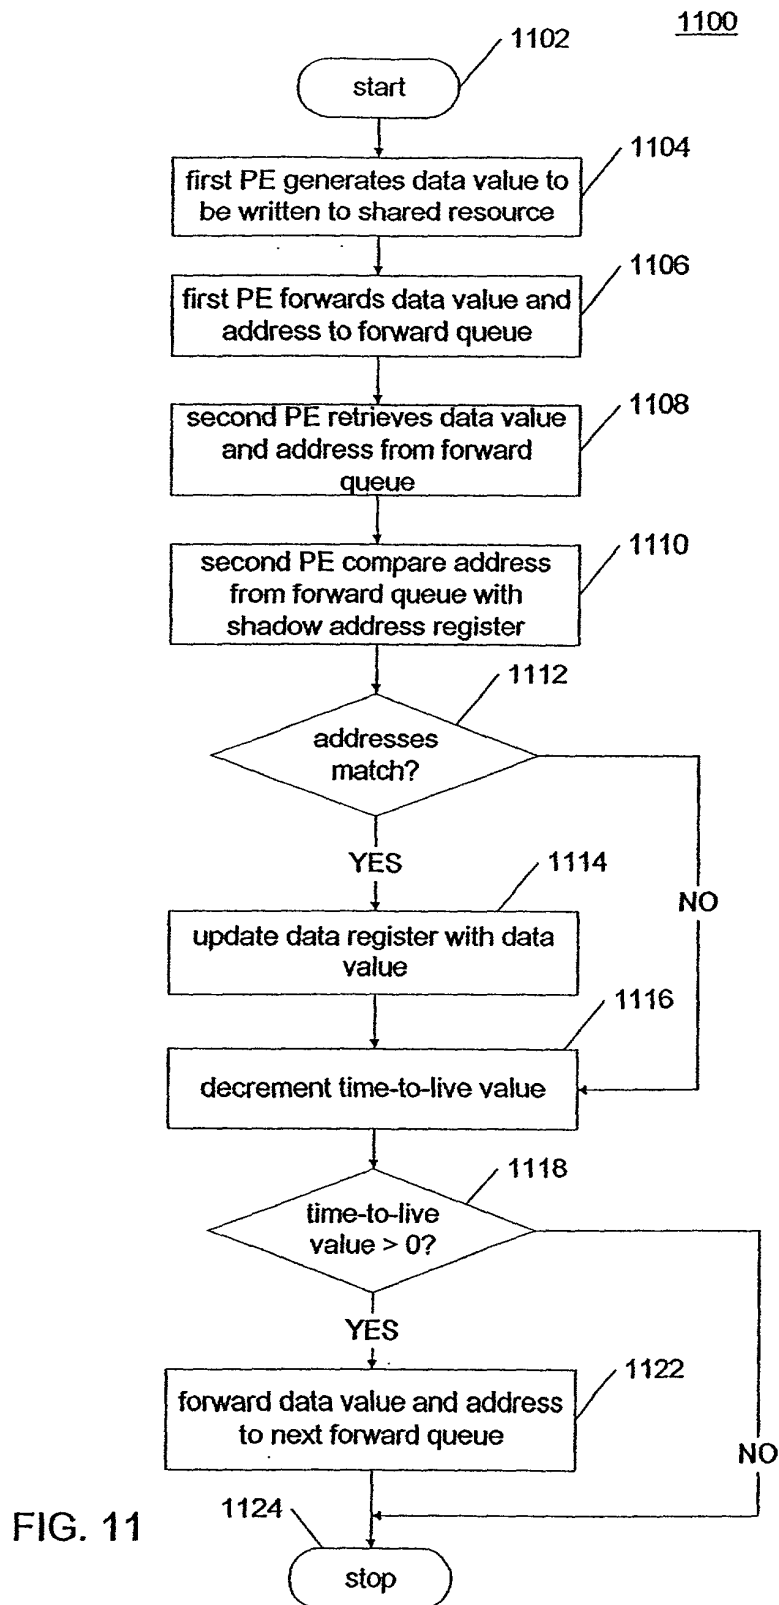 1100
1102
start
1104
first PE generates data value to
be written to shared resource
1106
first PE forwards data value and
address to forward queue
1108
second PE retrieves data value
and address from forward
queue
1110
second PE compare address
from forward queue with
shadow address register
1112
addresses
match?
YES
NO
1114
update data register with data
value
1116
decrement time-to-live value
1118
time-to-live
value > 0?
YES
NO
1122
forward data value and address
to next forward queue
1124
stop
FIG. 11